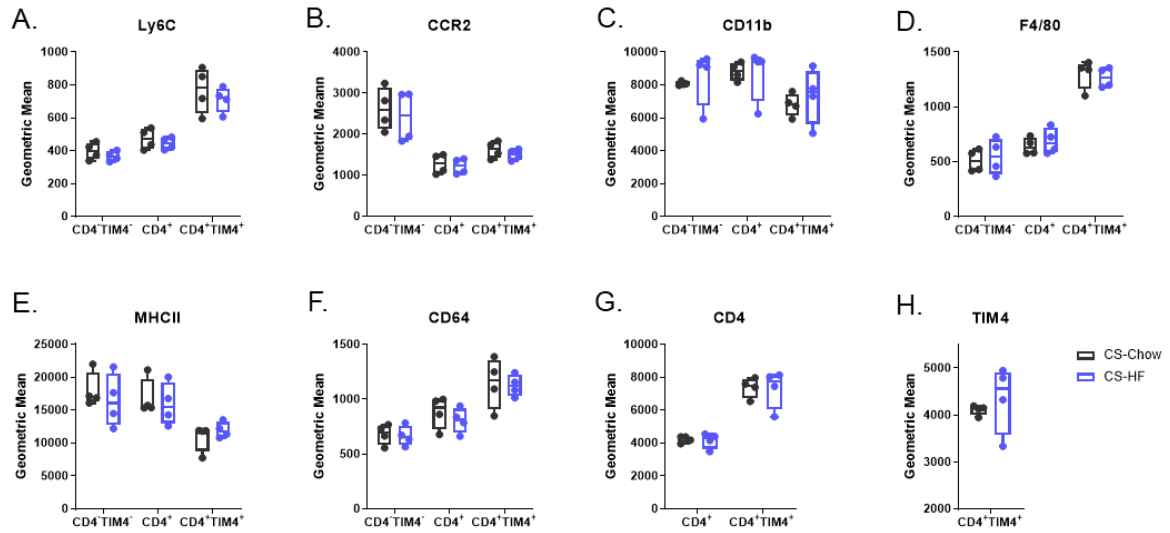 A.
Ly6C
Geometric Mean
1000
800
600
400
200
0
CD4⁻TIM4⁻ CD4⁺ CD4⁺TIM4⁺
B.
CCR2
Geometric Meann
4000
3000
2000
1000
0
CD4⁻TIM4⁻ CD4⁺ CD4⁺TIM4⁺
C.
CD11b
Geometric Mean
10000
8000
6000
4000
2000
0
CD4⁻TIM4⁻ CD4⁺ CD4⁺TIM4⁺
D.
F4/80
Geometric Mean
1500
1000
500
0
CD4⁻TIM4⁻ CD4⁺ CD4⁺TIM4⁺
E.
MHCII
Geometric Mean
25000
20000
15000
10000
5000
0
CD4⁻TIM4⁻ CD4⁺ CD4⁺TIM4⁺
F.
CD64
Geometric Mean
1500
1000
500
0
CD4⁻TIM4⁻ CD4⁺ CD4⁺TIM4⁺
G.
CD4
Geometric Mean
10000
8000
6000
4000
2000
0
CD4⁺ CD4⁺TIM4⁺
H.
TIM4
Geometric Mean
5000
4000
3000
2000
CD4⁺TIM4⁺
CS-Chow
CS-HF